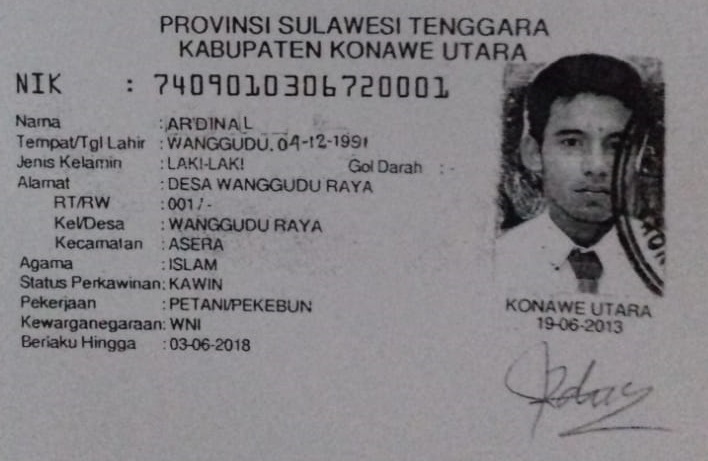 PROVINSI SULAWESI TENGGARA
KABUPATEN KONAWE UTARA
NIK : 7409010306720001
Nama : ARDINAL
Tempat/Tgl Lahir : WANGGUDU, 04-12-1991
Jenis Kelamin : LAKI-LAKI Gol Darah : -
Alamat : DESA WANGGUDU RAYA
RT/RW : 001 / -
Kel/Desa : WANGGUDU RAYA
Kecamatan : ASERA
Agama : ISLAM
Status Perkawinan: KAWIN
Pekerjaan : PETANI/PEKEBUN
Kewarganegaraan: WNI
Berlaku Hingga : 03-06-2018
KONAWE UTARA
19-06-2013